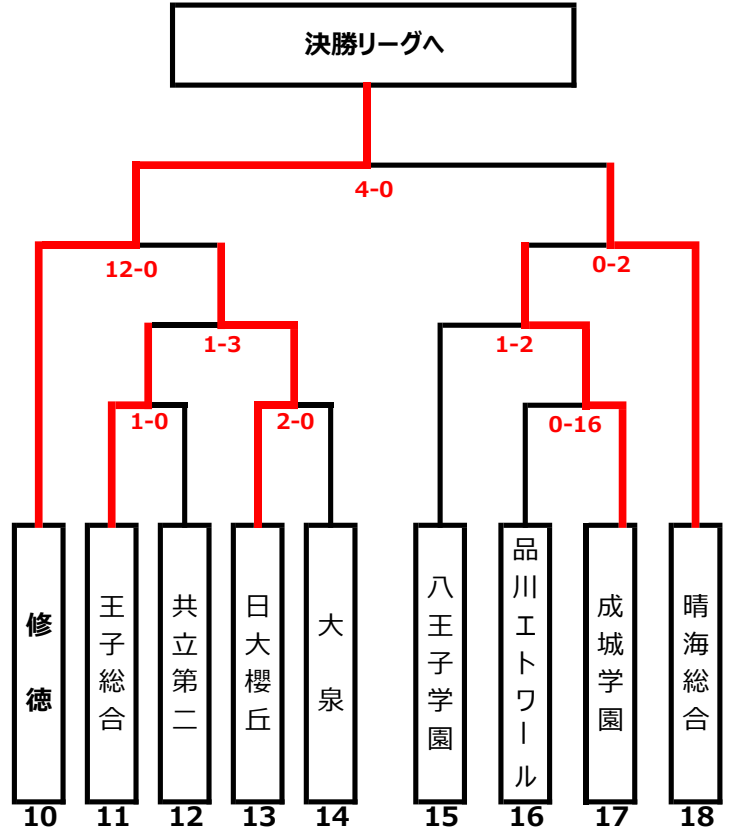 決勝リーグへ
4-0
12-0
0-2
1-3
1-2
1-0
2-0
0-16
修徳
王子総合
共立第二
日大櫻丘
大泉
八王子学園
品川エトワール
成城学園
晴海総合
10
11
12
13
14
15
16
17
18